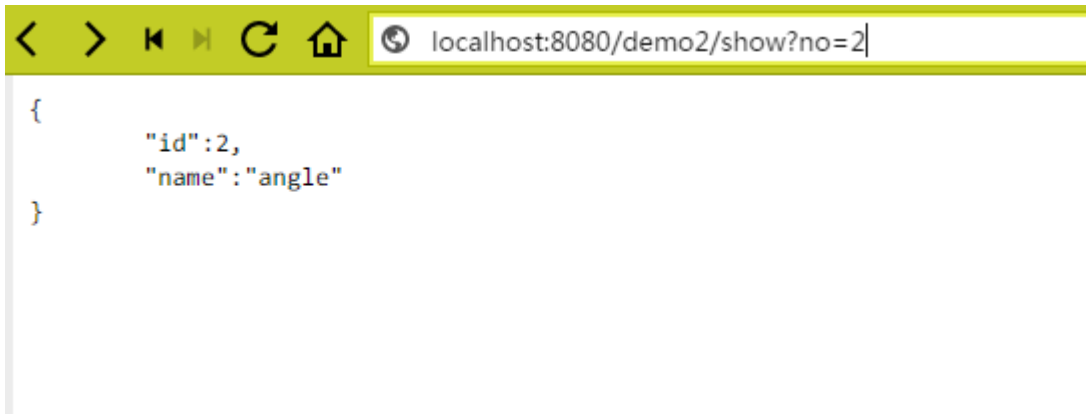 localhost:8080/demo2/show?no=2
{
"id":2,
"name":"angle"
}